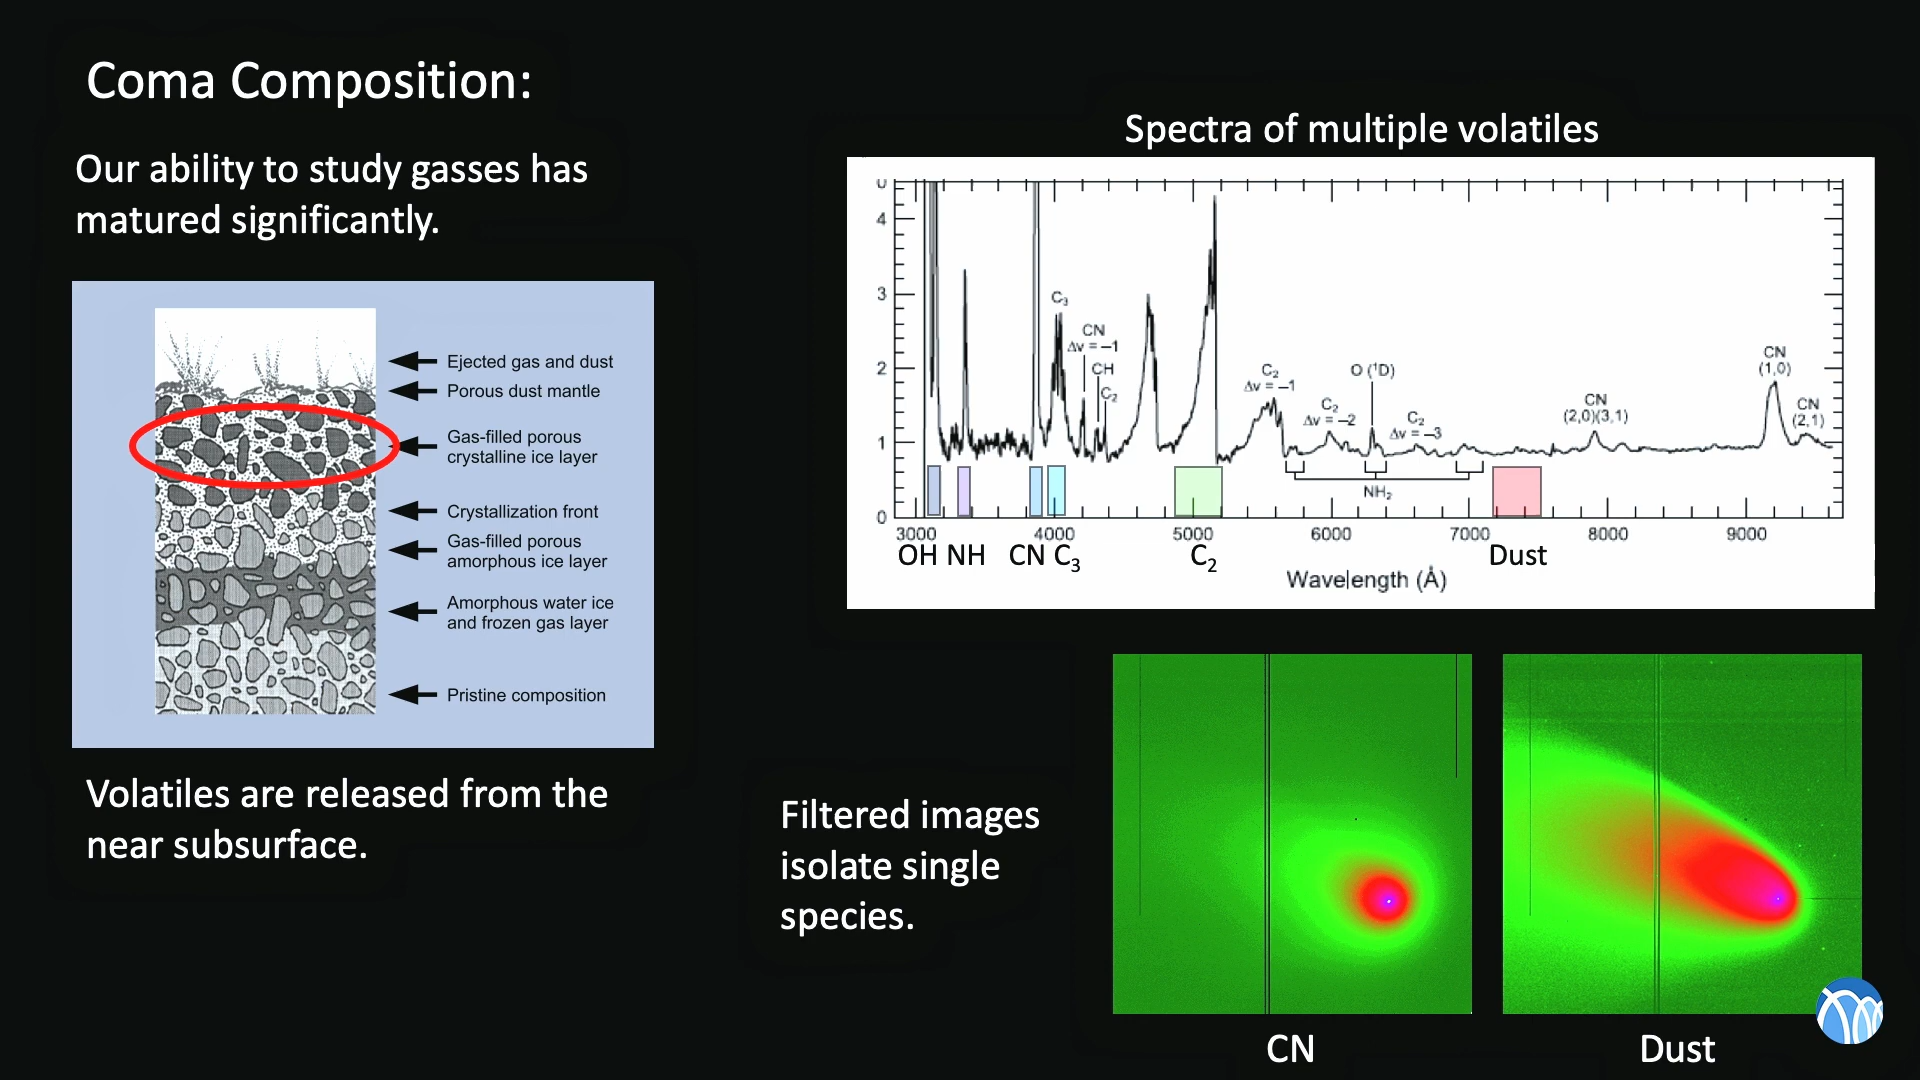 Coma Composition:
Our ability to study gasses has
matured significantly.
Ejected gas and dust
Porous dust mantle
Gas-filled porous
crystalline ice layer
Crystallization front
Gas-filled porous
amorphous ice layer
Amorphous water ice
and frozen gas layer
Pristine composition
Volatiles are released from the
near subsurface.
Spectra of multiple volatiles
4
3
2
1
0
C₃
CN
Δv = –1
CH
C₂
C₂
Δv = –1
C₂
Δv = –2
O (¹D)
C₂
Δv = –3
NH₂
CN
(2,0)(3,1)
CN
(1,0)
CN
(2,1)
3000 4000 5000 6000 7000 8000 9000
OH NH CN C₃ C₂ Dust
Wavelength (Å)
Filtered images
isolate single
species.
CN
Dust